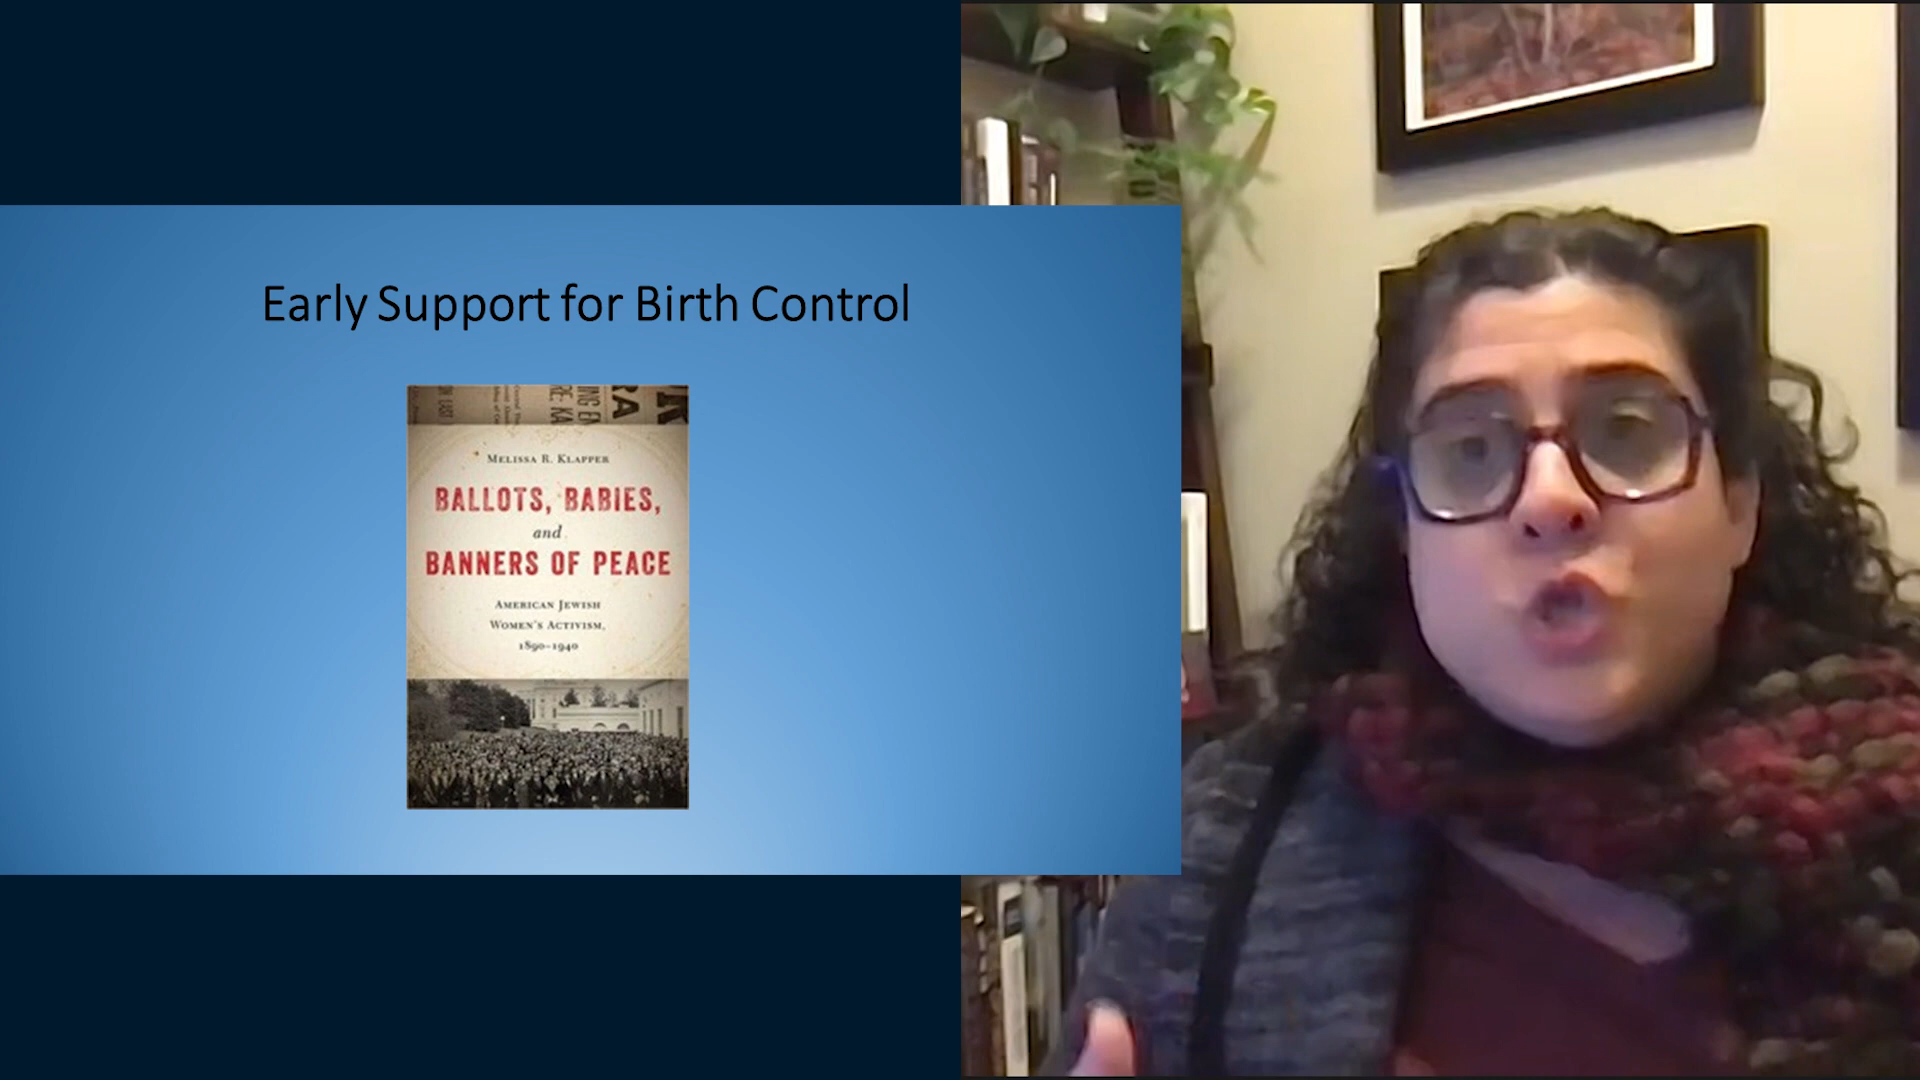 Early Support for Birth Control
MELISSA R. KLAPPER
BALLOTS, BABIES,
and
BANNERS OF PEACE
AMERICAN JEWISH
WOMEN'S ACTIVISM,
1890–1940